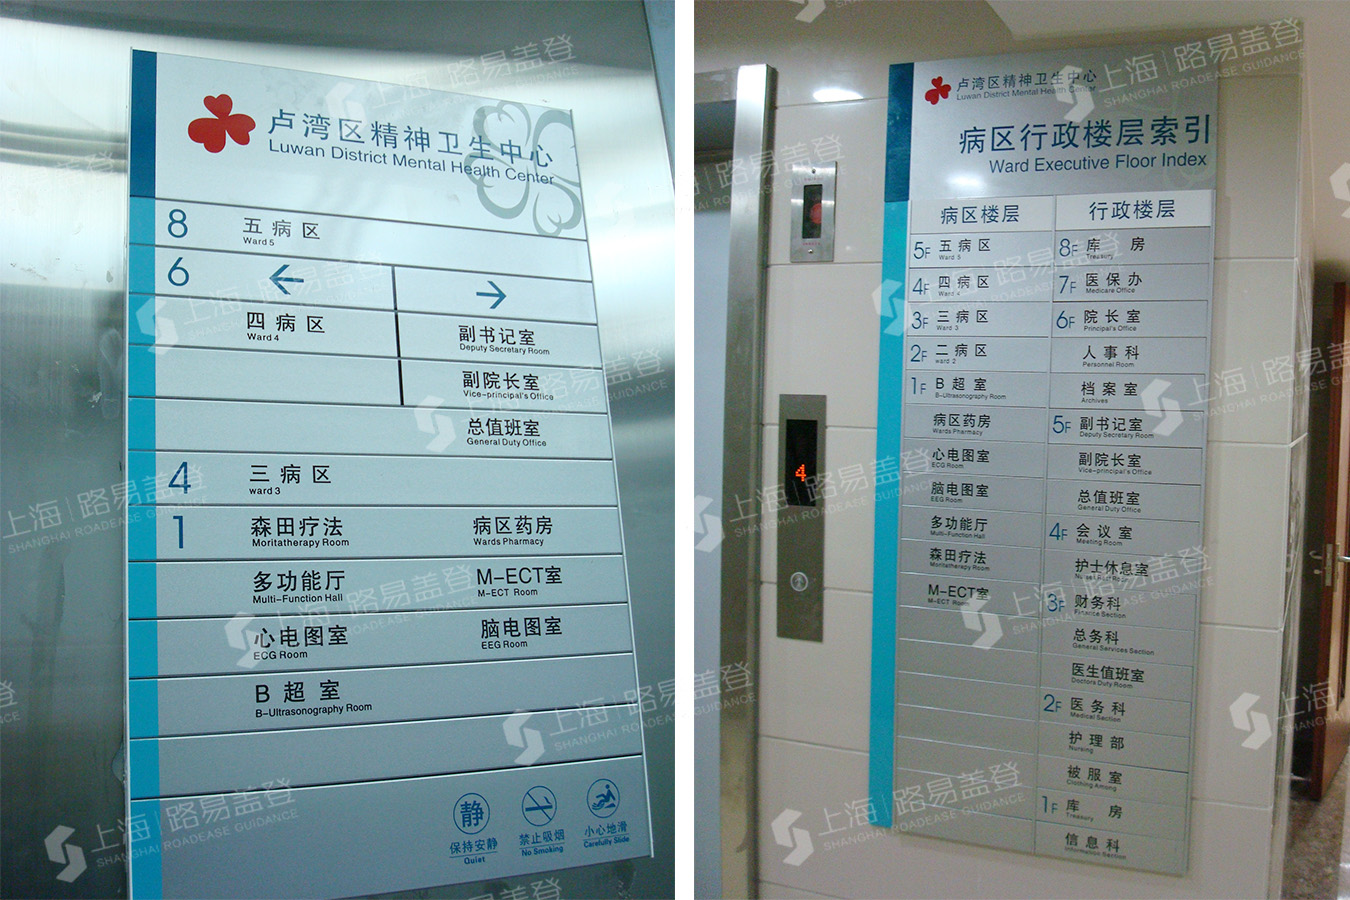 卢湾区精神卫生中心
Luwan District Mental Health Center
8 五病区
Ward 5
6 ← →
四病区 副书记室
Ward 4 Deputy Secretary Room
副院长室
Vice-principal's Office
总值班室
General Duty Office
4 三病区
ward 3
1 森田疗法 病区药房
Moritatherapy Room Wards Pharmacy
多功能厅 M-ECT室
Multi-Function Hall M-ECT Room
心电图室 脑电图室
ECG Room EEG Room
B超室
B-Ultrasonography Room
静
保持安静 禁止吸烟 小心地滑
Quiet No Smoking Carefully Slide
卢湾区精神卫生中心
Luwan District Mental Health Center
病区行政楼层索引
Ward Executive Floor Index
病区楼层
5F 五病区
Ward 5
4F 四病区
Ward 4
3F 三病区
Ward 3
2F 二病区
ward 2
1F B超室
B-Ultrasonography Room
病区药房
Wards Pharmacy
心电图室
ECG Room
脑电图室
EEG Room
多功能厅
Multi-Function Hall
森田疗法
Moritatherapy Room
M-ECT室
M-ECT Room
行政楼层
8F 库房
Treasury
7F 医保办
Medicare Office
6F 院长室
Principal's Office
人事科
Personnel Room
档案室
Archives
5F 副书记室
Deputy Secretary Room
副院长室
Vice-principal's Office
总值班室
General Duty Office
4F 会议室
Meeting Room
护士休息室
3F 财务科
Finance Section
总务科
General Services Section
医生值班室
Doctors Duty Room
2F 医务科
Medical Section
护理部
Nursing
被服室
Clothing Among
1F 库房
Treasury
信息科
Information Section
4
上海|路易盖登
SHANGHAI ROADEASE GUIDANCE